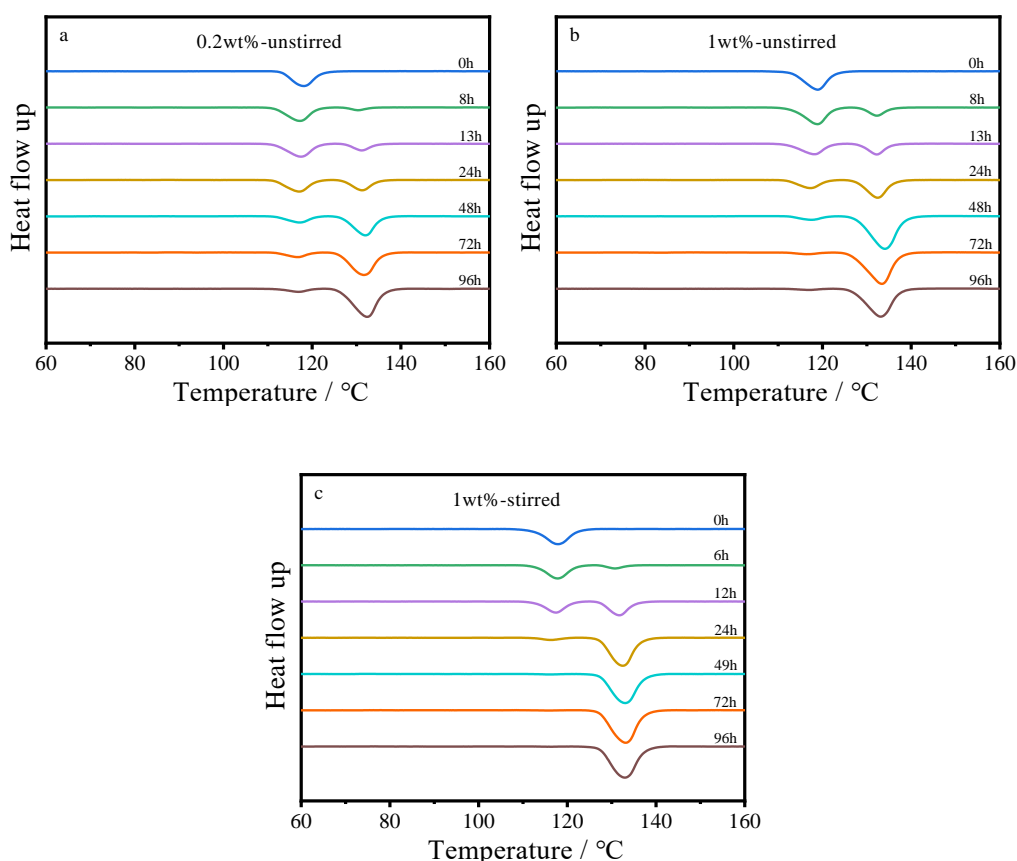 a
0.2wt%-unstirred
0h
8h
13h
24h
48h
72h
96h
Heat flow up
60 80 100 120 140 160
Temperature / °C
b
1wt%-unstirred
0h
8h
13h
24h
48h
72h
96h
Heat flow up
60 80 100 120 140 160
Temperature / °C
c
1wt%-stirred
0h
6h
12h
24h
49h
72h
96h
Heat flow up
60 80 100 120 140 160
Temperature / °C